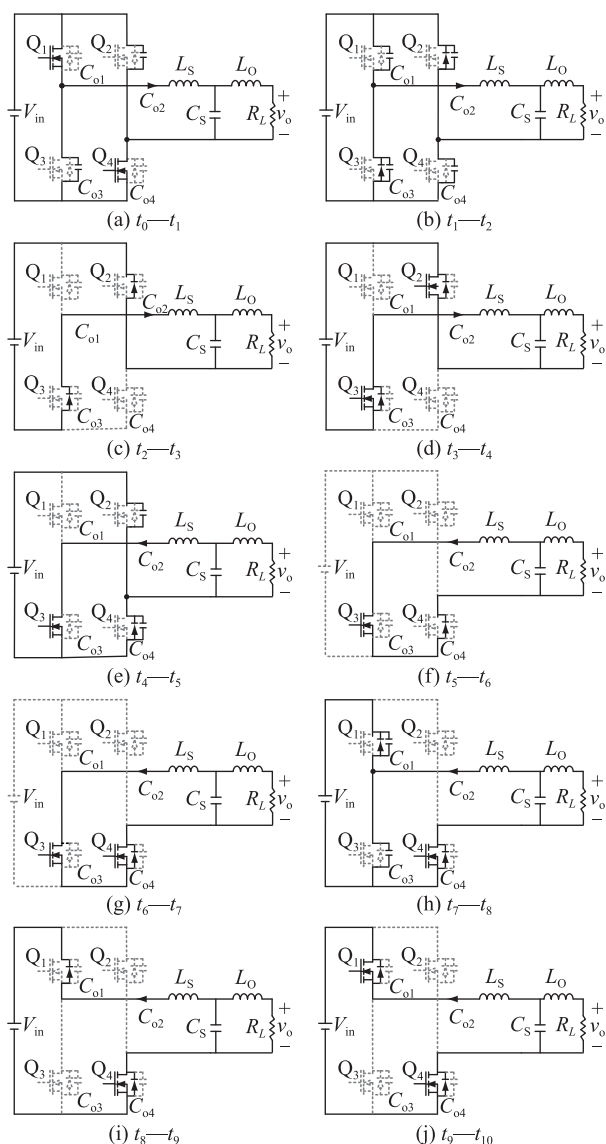 Q1 Q2 LS LO
Co1
Vin Co2 CS RL + vo −
Q3 Q4
Co3 Co4
(a) t0—t1
Q1 Q2 LS LO
Co1
Vin Co2 CS RL + vo −
Q3 Q4
Co3 Co4
(b) t1—t2
Q1 Q2 LS LO
Co2
Vin Co1 CS RL + vo −
Q3 Q4
Co3 Co4
(c) t2—t3
Q1 Q2 LS LO
Co1
Vin Co2 CS RL + vo −
Q3 Q4
Co3 Co4
(d) t3—t4
Q1 Q2 LS LO
Co1
Vin Co2 CS RL + vo −
Q3 Q4
Co3 Co4
(e) t4—t5
Q1 Q2 LS LO
Co1
Vin Co2 CS RL + vo −
Q3 Q4
Co3 Co4
(f) t5—t6
Q1 Q2 LS LO
Co1
Vin Co2 CS RL + vo −
Q3 Q4
Co3 Co4
(g) t6—t7
Q1 Q2 LS LO
Co1
Vin Co2 CS RL + vo −
Q3 Q4
Co3 Co4
(h) t7—t8
Q1 Q2 LS LO
Co1
Vin Co2 CS RL + vo −
Q3 Q4
Co3 Co4
(i) t8—t9
Q1 Q2 LS LO
Co1
Vin Co2 CS RL + vo −
Q3 Q4
Co3 Co4
(j) t9—t10